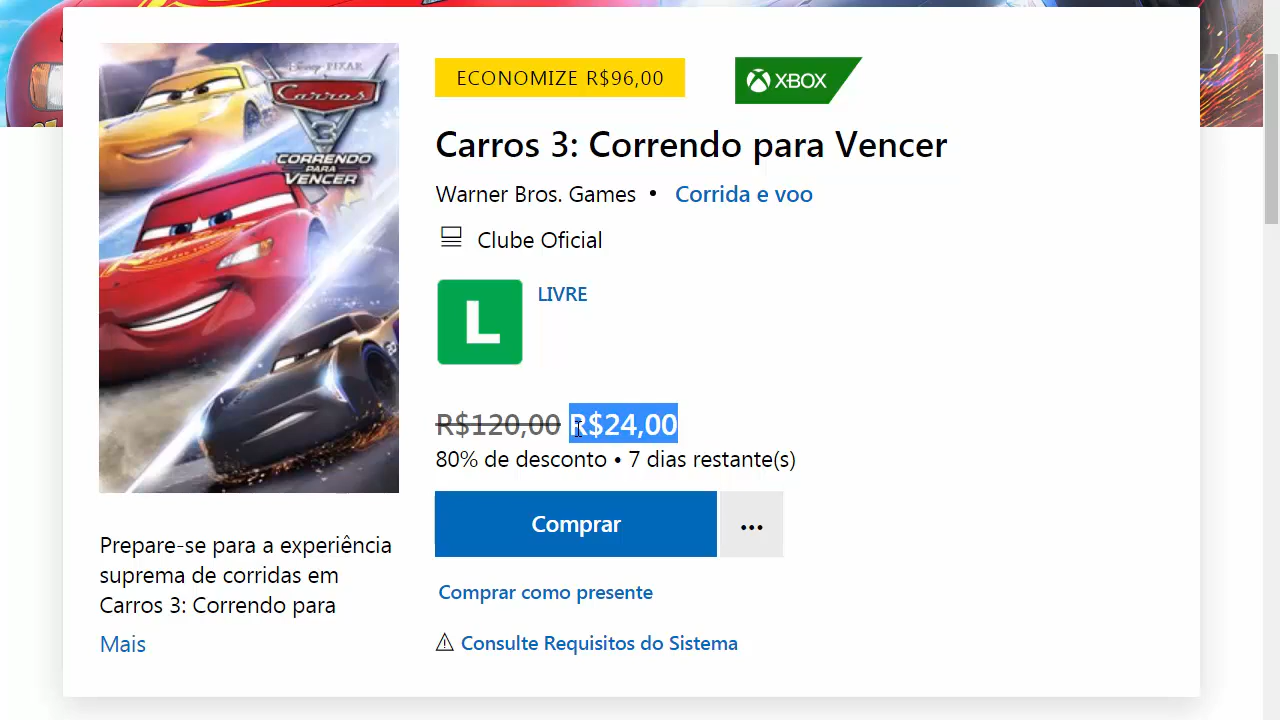 Disney PIXAR
Carros
3
CORRENDO
PARA
VENCER
ECONOMIZE R$96,00
XBOX
Carros 3: Correndo para Vencer
Warner Bros. Games • Corrida e voo
Clube Oficial
L LIVRE
R$120,00 R$24,00
80% de desconto • 7 dias restante(s)
Comprar ...
Comprar como presente
Consulte Requisitos do Sistema
Prepare-se para a experiência
suprema de corridas em
Carros 3: Correndo para
Mais